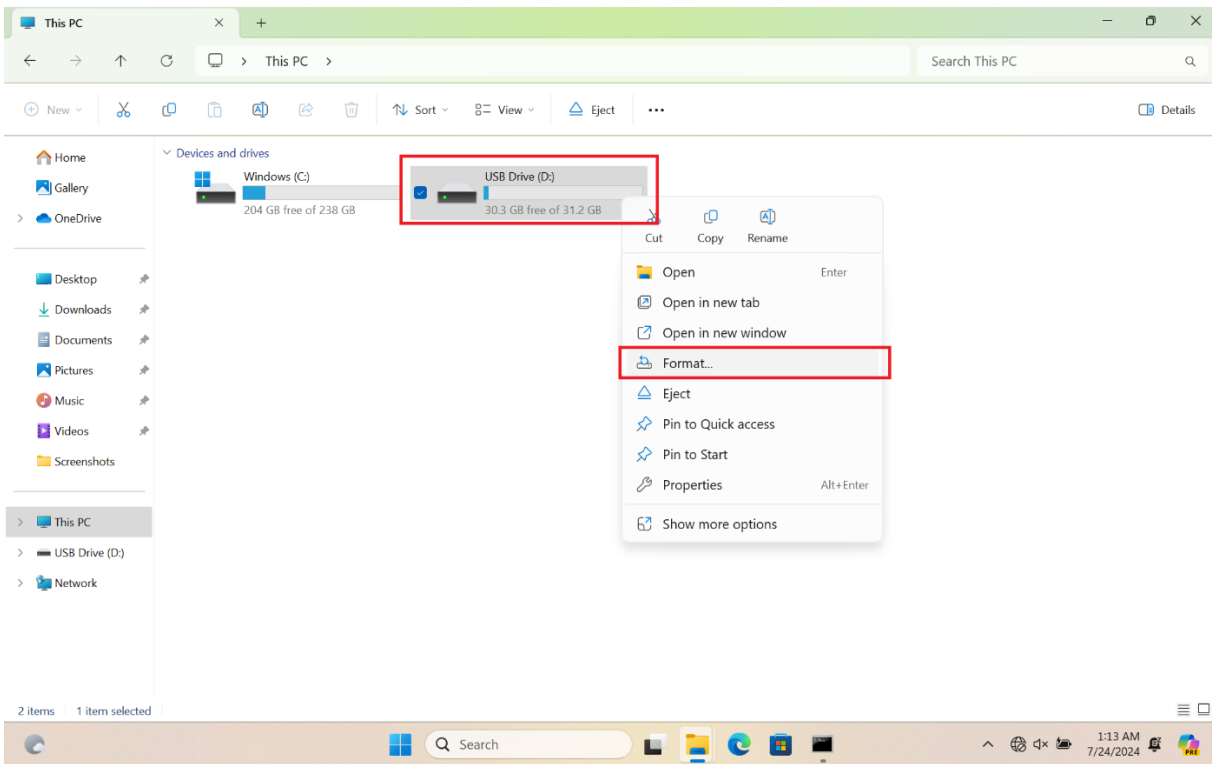 This PC
This PC
Search This PC
New
Sort
View
Eject
Details
Home
Gallery
OneDrive
Desktop
Downloads
Documents
Pictures
Music
Videos
Screenshots
This PC
USB Drive (D:)
Network
Devices and drives
Windows (C:)
204 GB free of 238 GB
USB Drive (D:)
30.3 GB free of 31.2 GB
Cut Copy Rename
Open Enter
Open in new tab
Open in new window
Format...
Eject
Pin to Quick access
Pin to Start
Properties Alt+Enter
Show more options
2 items 1 item selected
Search
1:13 AM
7/24/2024
PRE